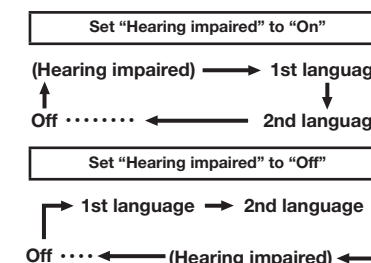 Set “Hearing impaired” to “On”
(Hearing impaired) 1st languag
Off ········ 2nd languag
Set “Hearing impaired” to “Off”
1st language 2nd language
Off ···· (Hearing impaired)